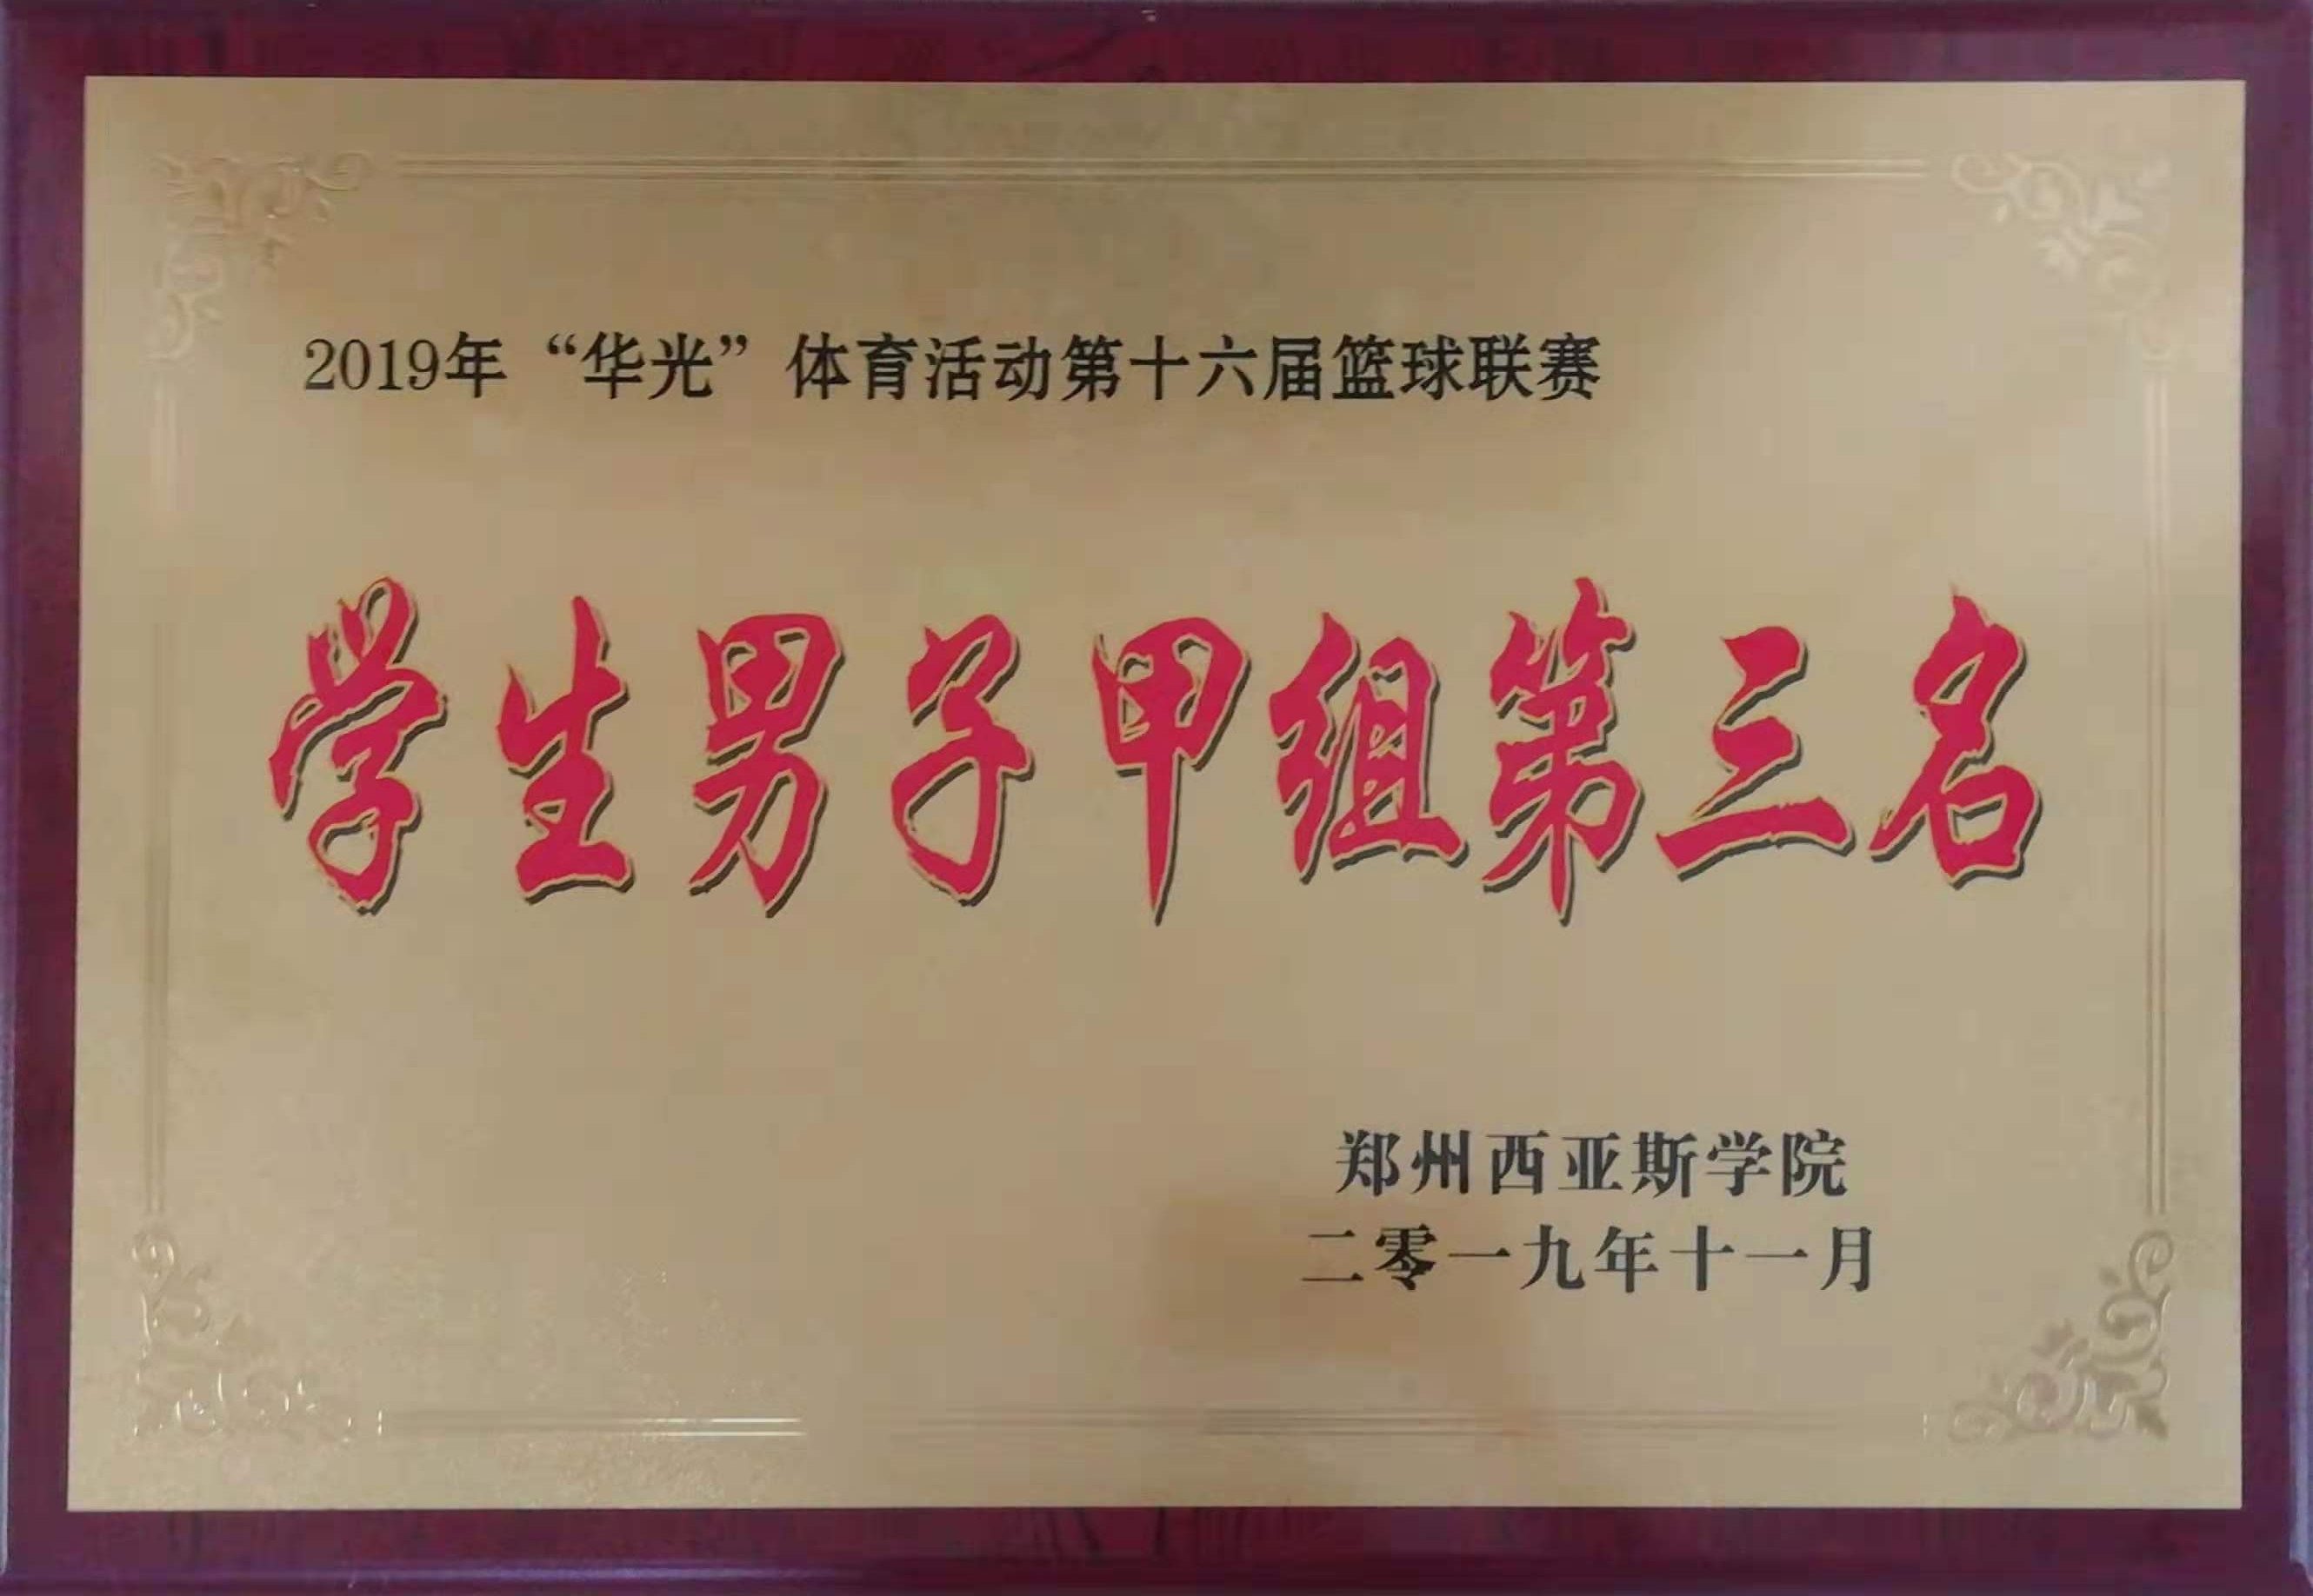 2019年“华光”体育活动第十六届篮球联赛
学生男子甲组第三名
郑州西亚斯学院
二零一九年十一月